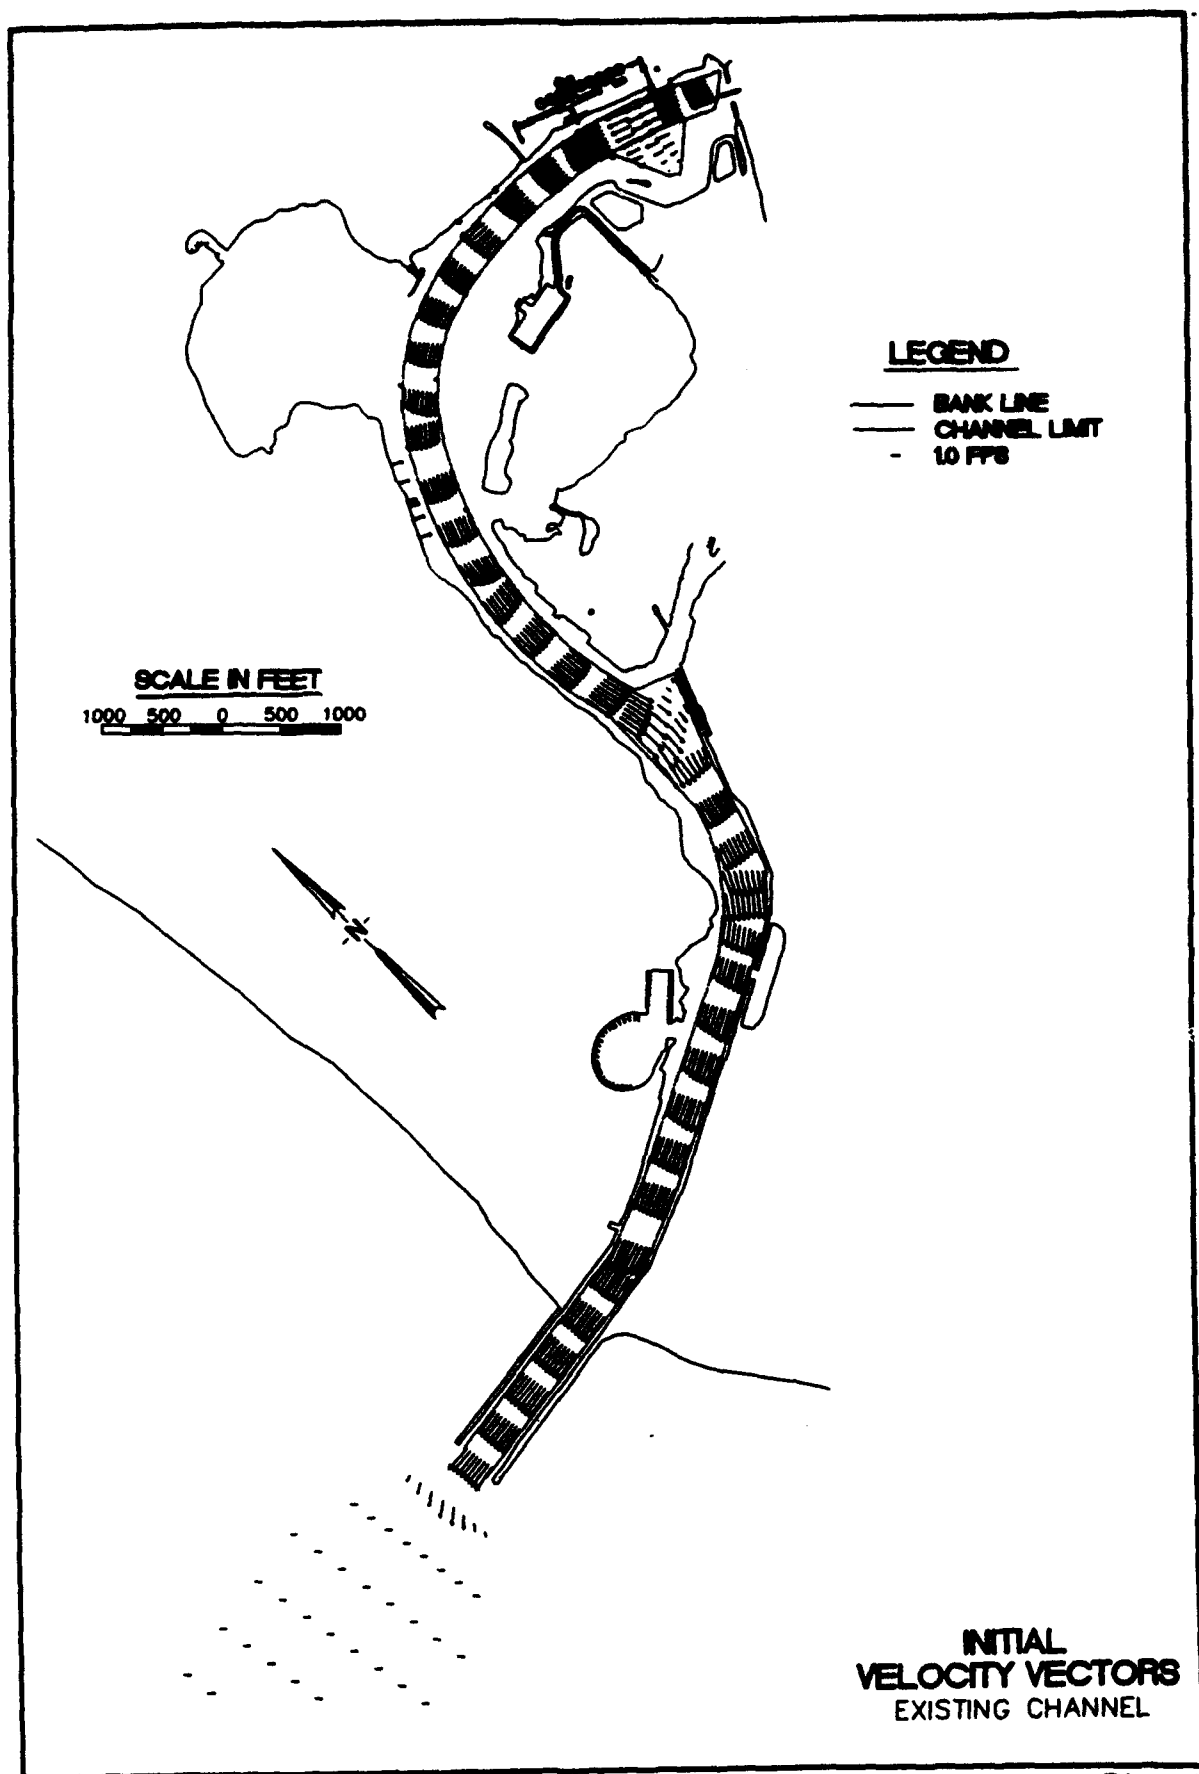 LEGEND
BANK LINE
CHANNEL LIMIT
1.0 FPS
SCALE IN FEET
1000 500 0 500 1000
N
INITIAL
VELOCITY VECTORS
EXISTING CHANNEL